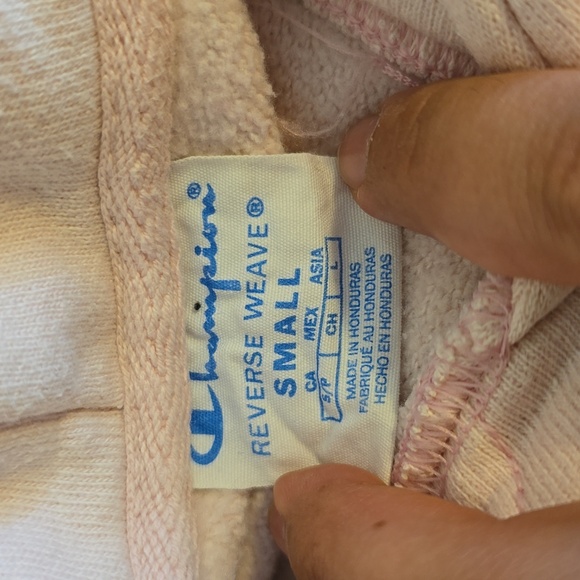 Champion®
REVERSE WEAVE®
SMALL
CA MEX ASIA
S/P CH L
MADE IN HONDURAS
FABRIQUÉ AU HONDURAS
HECHO EN HONDURAS